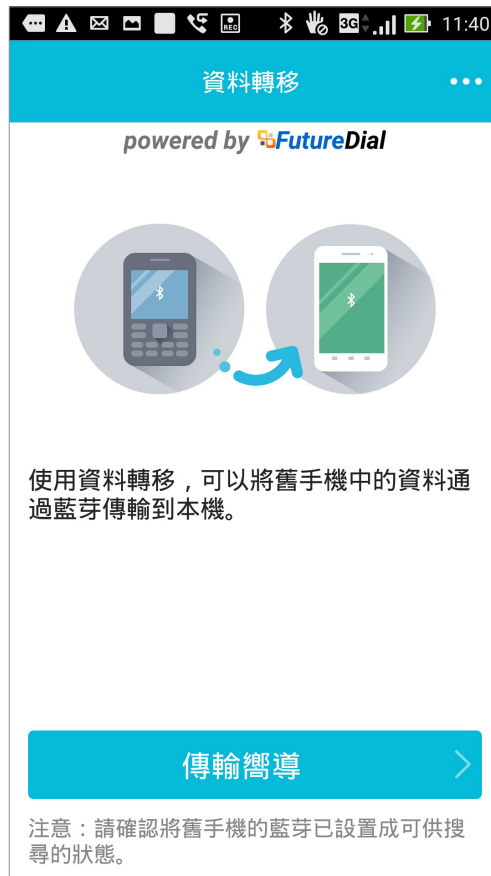 REC
3G
11:40
資料轉移
powered by FutureDial
使用資料轉移，可以將舊手機中的資料通
過藍芽傳輸到本機。
傳輸嚮導
注意：請確認將舊手機的藍芽已設置成可供搜
尋的狀態。